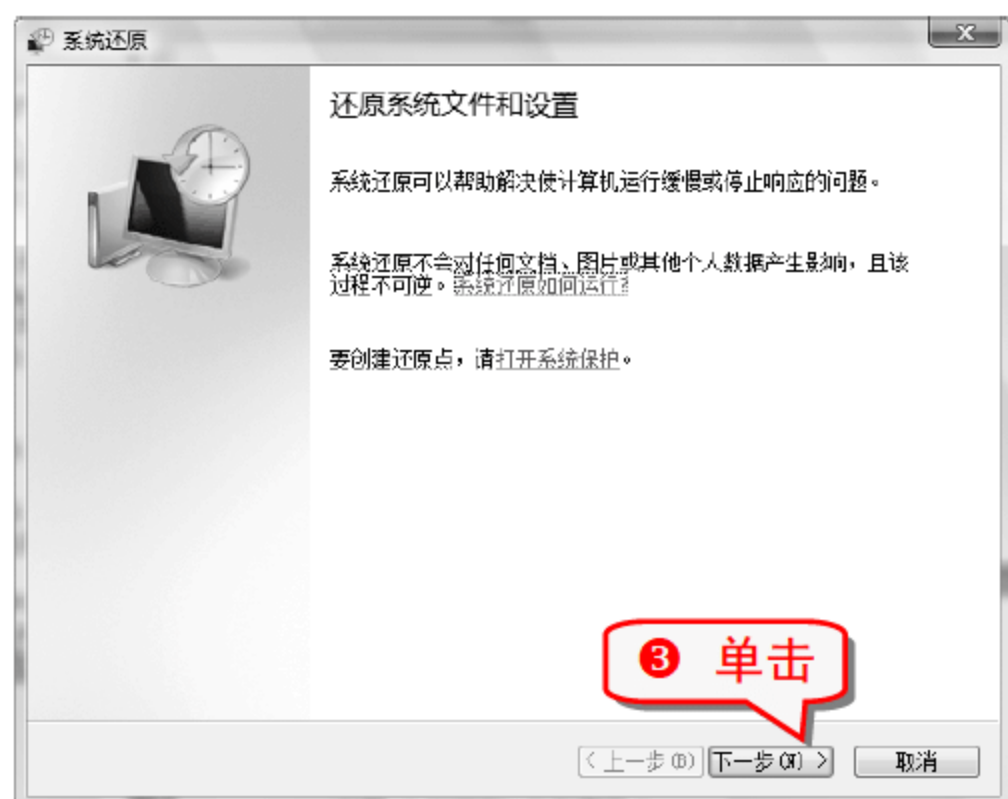 系统还原
还原系统文件和设置
系统还原可以帮助解决使计算机运行缓慢或停止响应的问题。
系统还原不会对任何文档、图片或其他个人数据产生影响，且该
过程不可逆。系统还原如何运行?
要创建还原点，请打开系统保护。
❸ 单击
< 上一步(B) 下一步(N) > 取消